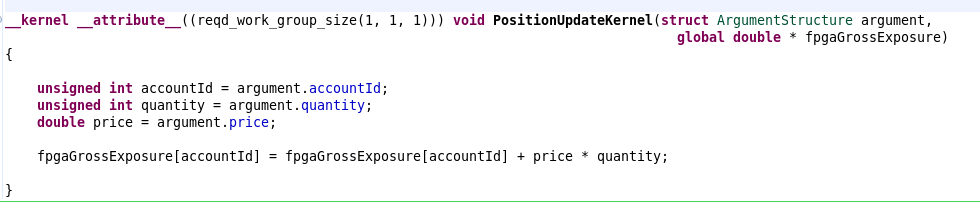 __kernel __attribute__((reqd_work_group_size(1, 1, 1))) void PositionUpdateKernel(struct ArgumentStructure argument,
global double * fpgaGrossExposure)
{
unsigned int accountId = argument.accountId;
unsigned int quantity = argument.quantity;
double price = argument.price;
fpgaGrossExposure[accountId] = fpgaGrossExposure[accountId] + price * quantity;
}